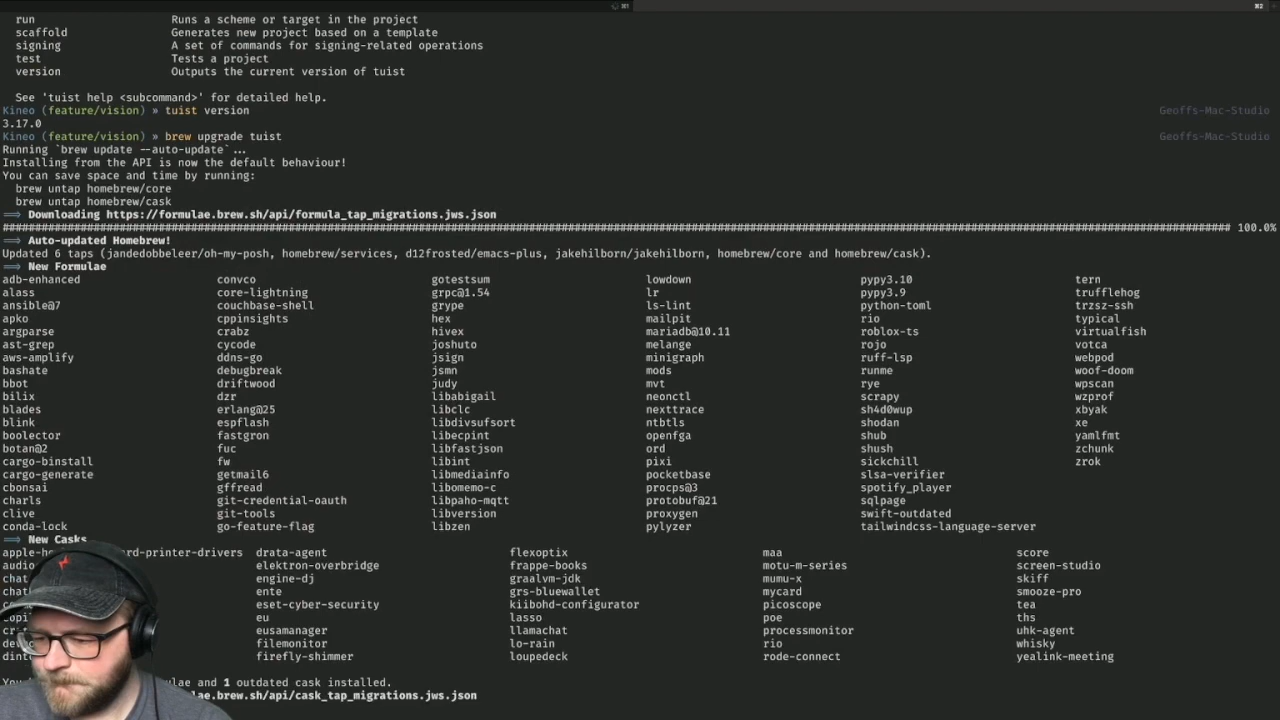 ⌘1 ⌘2
run Runs a scheme or target in the project
scaffold Generates new project based on a template
signing A set of commands for signing-related operations
test Tests a project
version Outputs the current version of tuist
See 'tuist help <subcommand>' for detailed help.
Kineo (feature/vision) » tuist version Geoffs-Mac-Studio
3.17.0
Kineo (feature/vision) » brew upgrade tuist Geoffs-Mac-Studio
Running `brew update --auto-update`...
Installing from the API is now the default behaviour!
You can save space and time by running:
brew untap homebrew/core
brew untap homebrew/cask
==> Downloading https://formulae.brew.sh/api/formula_tap_migrations.jws.json
100.0%
==> Auto-updated Homebrew!
Updated 6 taps (jandedobbeleer/oh-my-posh, homebrew/services, d12frosted/emacs-plus, jakehilborn/jakehilborn, homebrew/core and homebrew/cask).
==> New Formulae
adb-enhanced convco gotestsum lowdown pypy3.10 tern
alass core-lightning grpc@1.54 lr pypy3.9 trufflehog
ansible@7 couchbase-shell grype ls-lint python-toml trzsz-ssh
apko cppinsights hex mailpit rio typical
argparse crabz hivex mariadb@10.11 roblox-ts virtualfish
ast-grep cycode joshuto melange rojo votca
aws-amplify ddns-go jsign minigraph ruff-lsp webpod
bashate debugbreak jsmn mods runme woof-doom
bbot driftwood judy mvt rye wpscan
bilix dzr libabigail neonctl scrapy wzprof
blades erlang@25 libclc nexttrace sh4d0wup xbyak
blink espflash libdivsufsort ntbtls shodan xe
boolector fastgron libecpint openfga shub yamlfmt
botan@2 fuc libfastjson ord shush zchunk
cargo-binstall fw libint pixi sickchill zrok
cargo-generate getmail6 libmediainfo pocketbase slsa-verifier
cbonsai gffread libmemo-c procps@3 spotify_player
charls git-credential-oauth libpaho-mqtt protobuf@21 sqlpage
clive git-tools libversion proxygen swift-outdated
conda-lock go-feature-flag libzen pylyzer tailwindcss-language-server
==> New Casks
rd-printer-drivers drata-agent flexoptix maa score
audio elektron-overbridge frappe-books motu-m-series screen-studio
chat engine-dj graalvm-jdk mumu-x skiff
ente grs-bluewallet mycard smooze-pro
eset-cyber-security kiibohd-configurator picoscope tea
eu lasso poe ths
eusamanager llamachat processmonitor uhk-agent
filemonitor lo-rain rio whisky
firefly-shimmer loupedeck rode-connect yealink-meeting
ulae and 1 outdated cask installed.
lae.brew.sh/api/cask_tap_migrations.jws.json